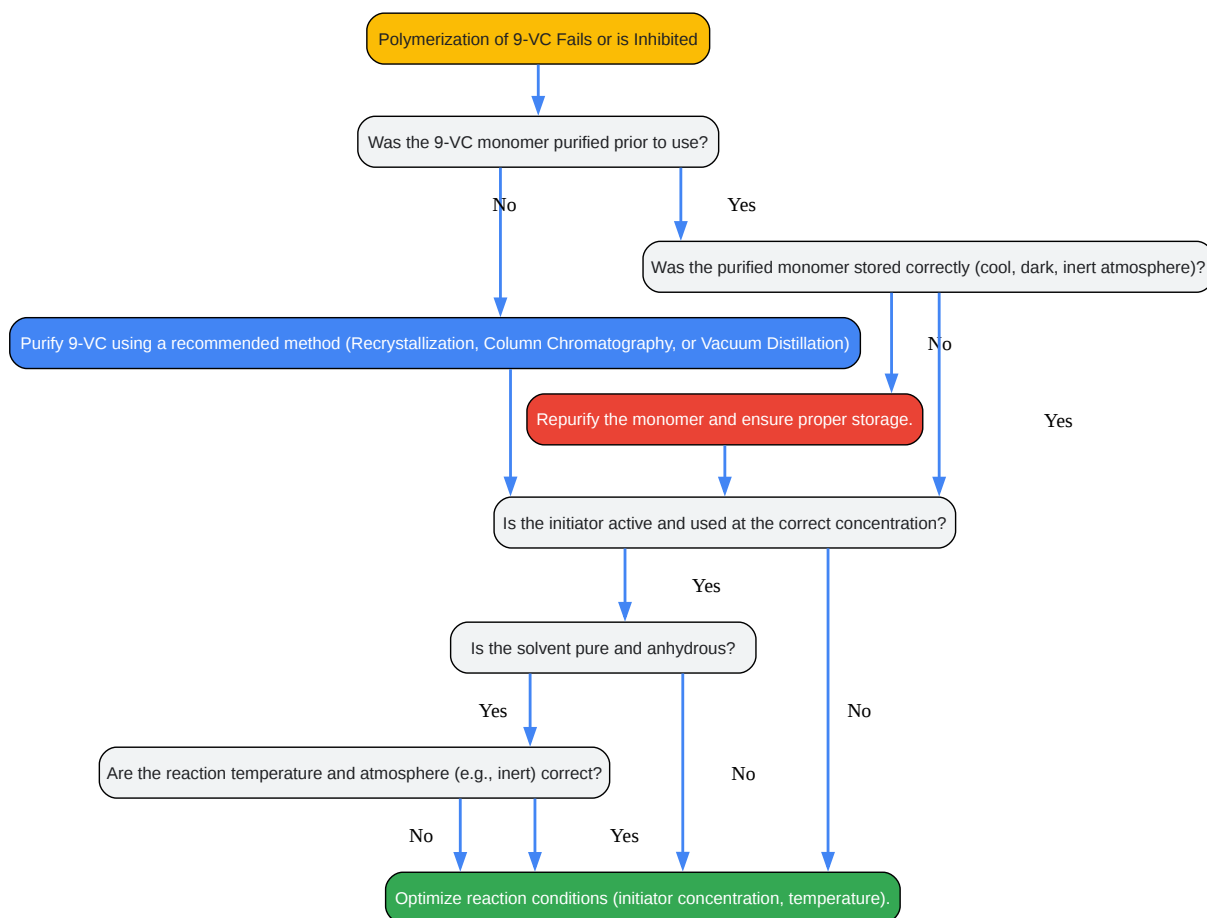 Polymerization of 9-VC Fails or is Inhibited
Was the 9-VC monomer purified prior to use?
No
Yes
Was the purified monomer stored correctly (cool, dark, inert atmosphere)?
Purify 9-VC using a recommended method (Recrystallization, Column Chromatography, or Vacuum Distillation)
No
Repurify the monomer and ensure proper storage.
Yes
Is the initiator active and used at the correct concentration?
Yes
Is the solvent pure and anhydrous?
Yes
No
Are the reaction temperature and atmosphere (e.g., inert) correct?
No
No
Yes
Optimize reaction conditions (initiator concentration, temperature).